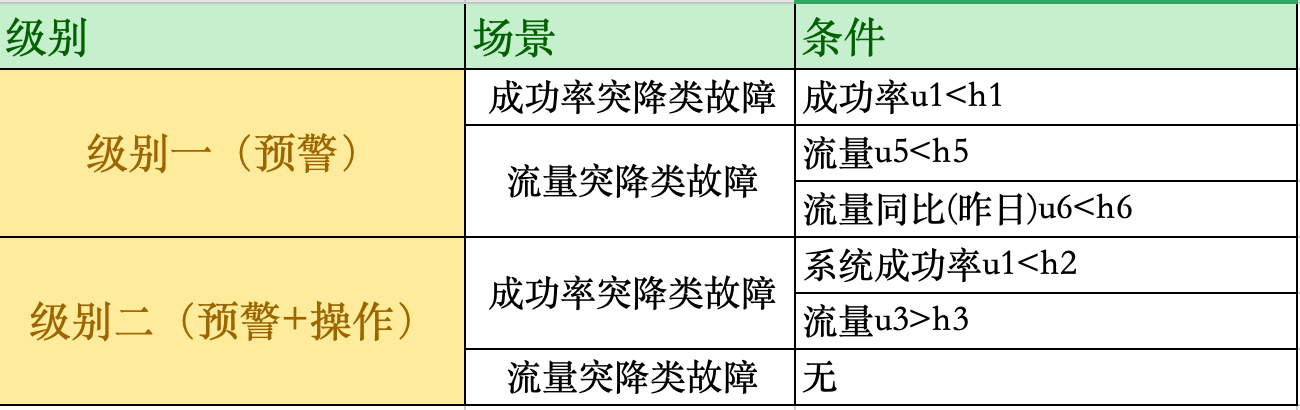 级别 场景 条件
级别一（预警） 成功率突降类故障 成功率u1<h1
流量突降类故障 流量u5<h5
流量同比(昨日)u6<h6
级别二（预警+操作） 成功率突降类故障 系统成功率u1<h2
流量u3>h3
流量突降类故障 无